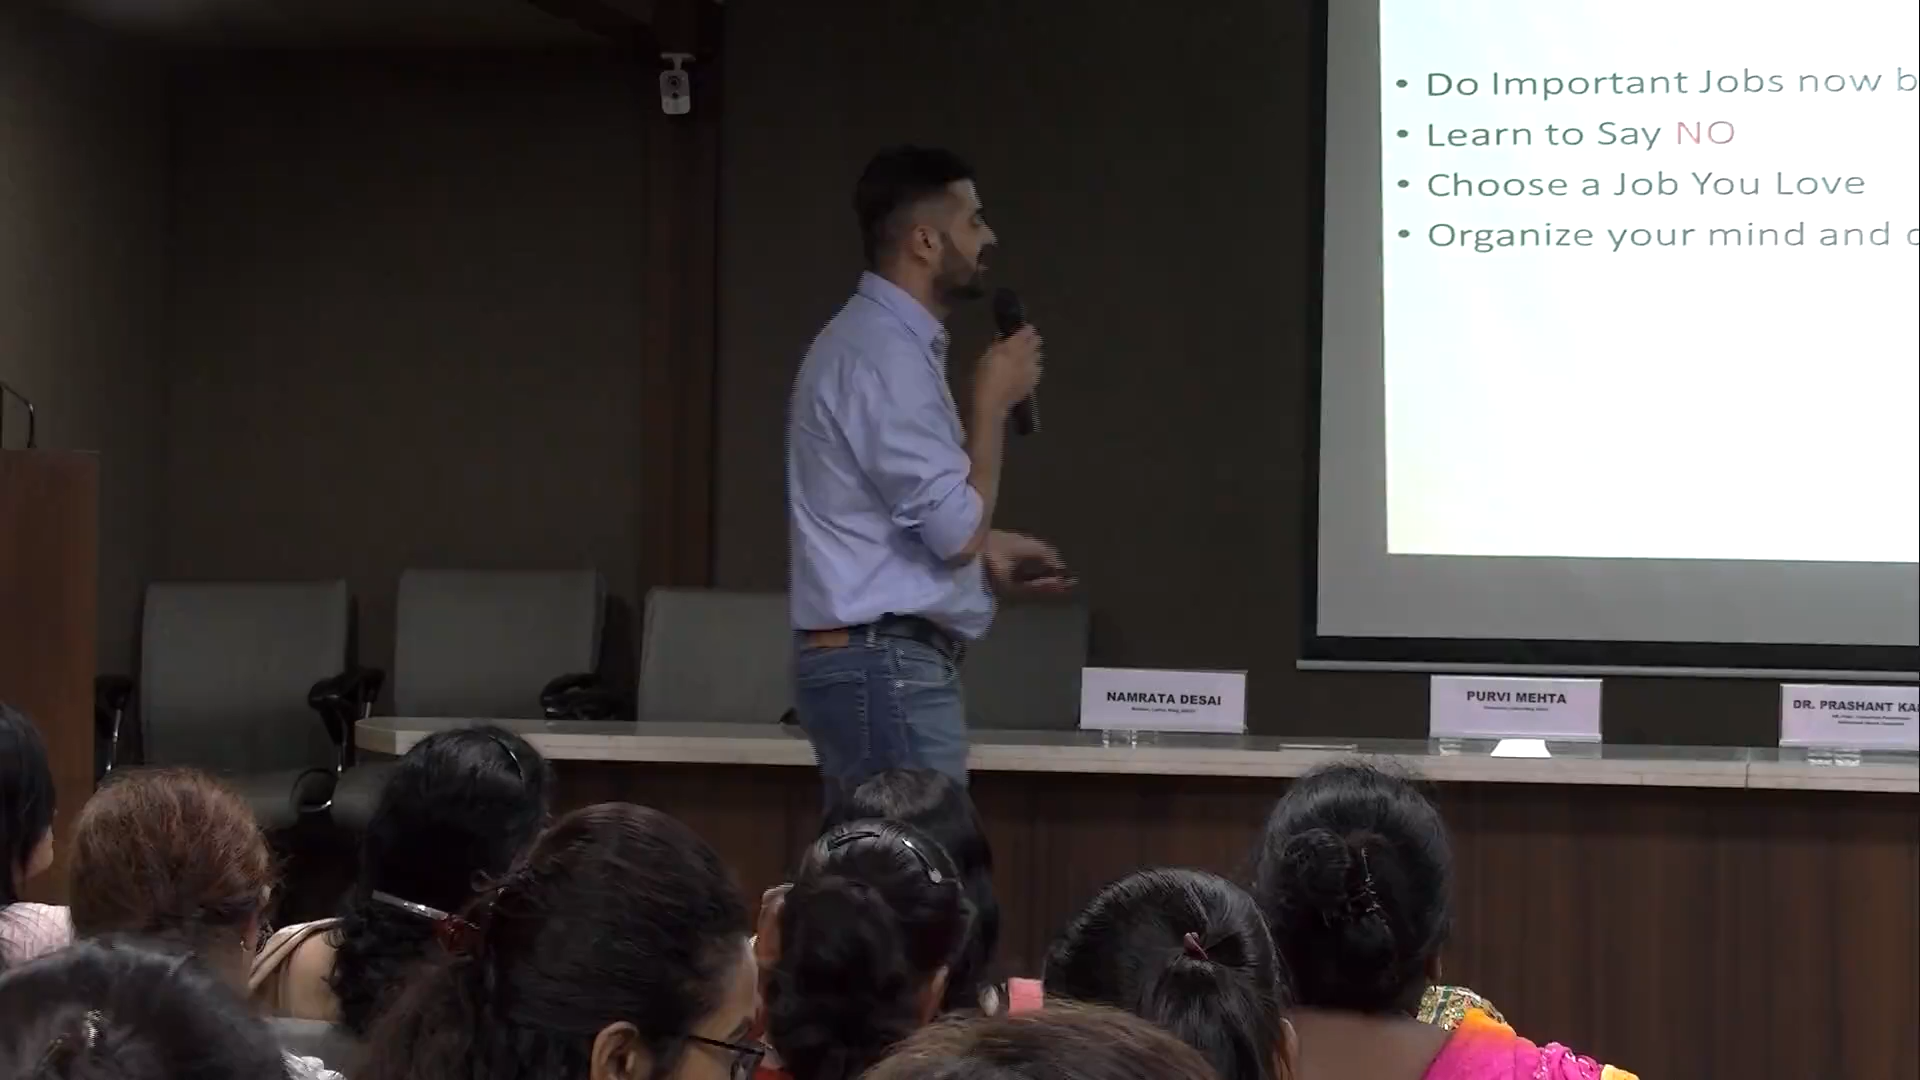 • Do Important Jobs now b
• Learn to Say NO
• Choose a Job You Love
• Organize your mind and
NAMRATA DESAI
PURVI MEHTA
DR. PRASHANT KA